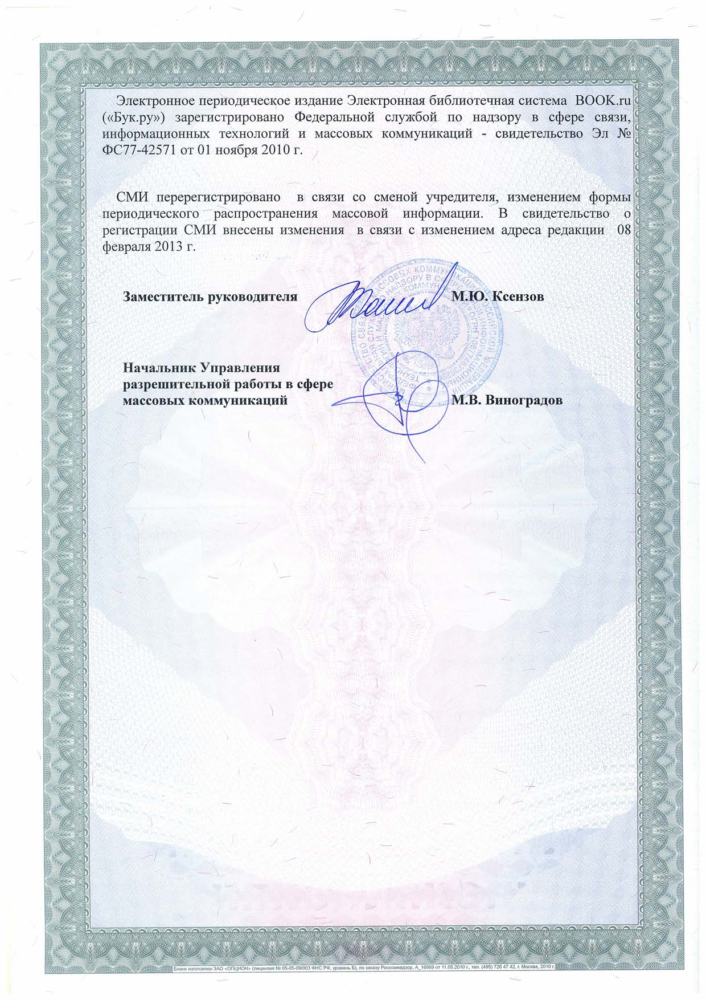 Электронное периодическое издание Электронная библиотечная система BOOK.ru
(«Бук.ру») зарегистрировано Федеральной службой по надзору в сфере связи,
информационных технологий и массовых коммуникаций - свидетельство Эл №
ФС77-42571 от 01 ноября 2010 г.
СМИ перерегистрировано в связи со сменой учредителя, изменением формы
периодического распространения массовой информации. В свидетельство о
регистрации СМИ внесены изменения в связи с изменением адреса редакции 08
февраля 2013 г.
Заместитель руководителя М.Ю. Ксензов
Начальник Управления
разрешительной работы в сфере
массовых коммуникаций М.В. Виноградов
Бланк изготовлен ЗАО «ОПЦИОН» (лицензия № 05-05-09/003 ФНС РФ, уровень Б), по заказу Роскомнадзор, А_16969 от 11.05.2010 г., тел. (495) 726 47 42, г. Москва, 2010 г.